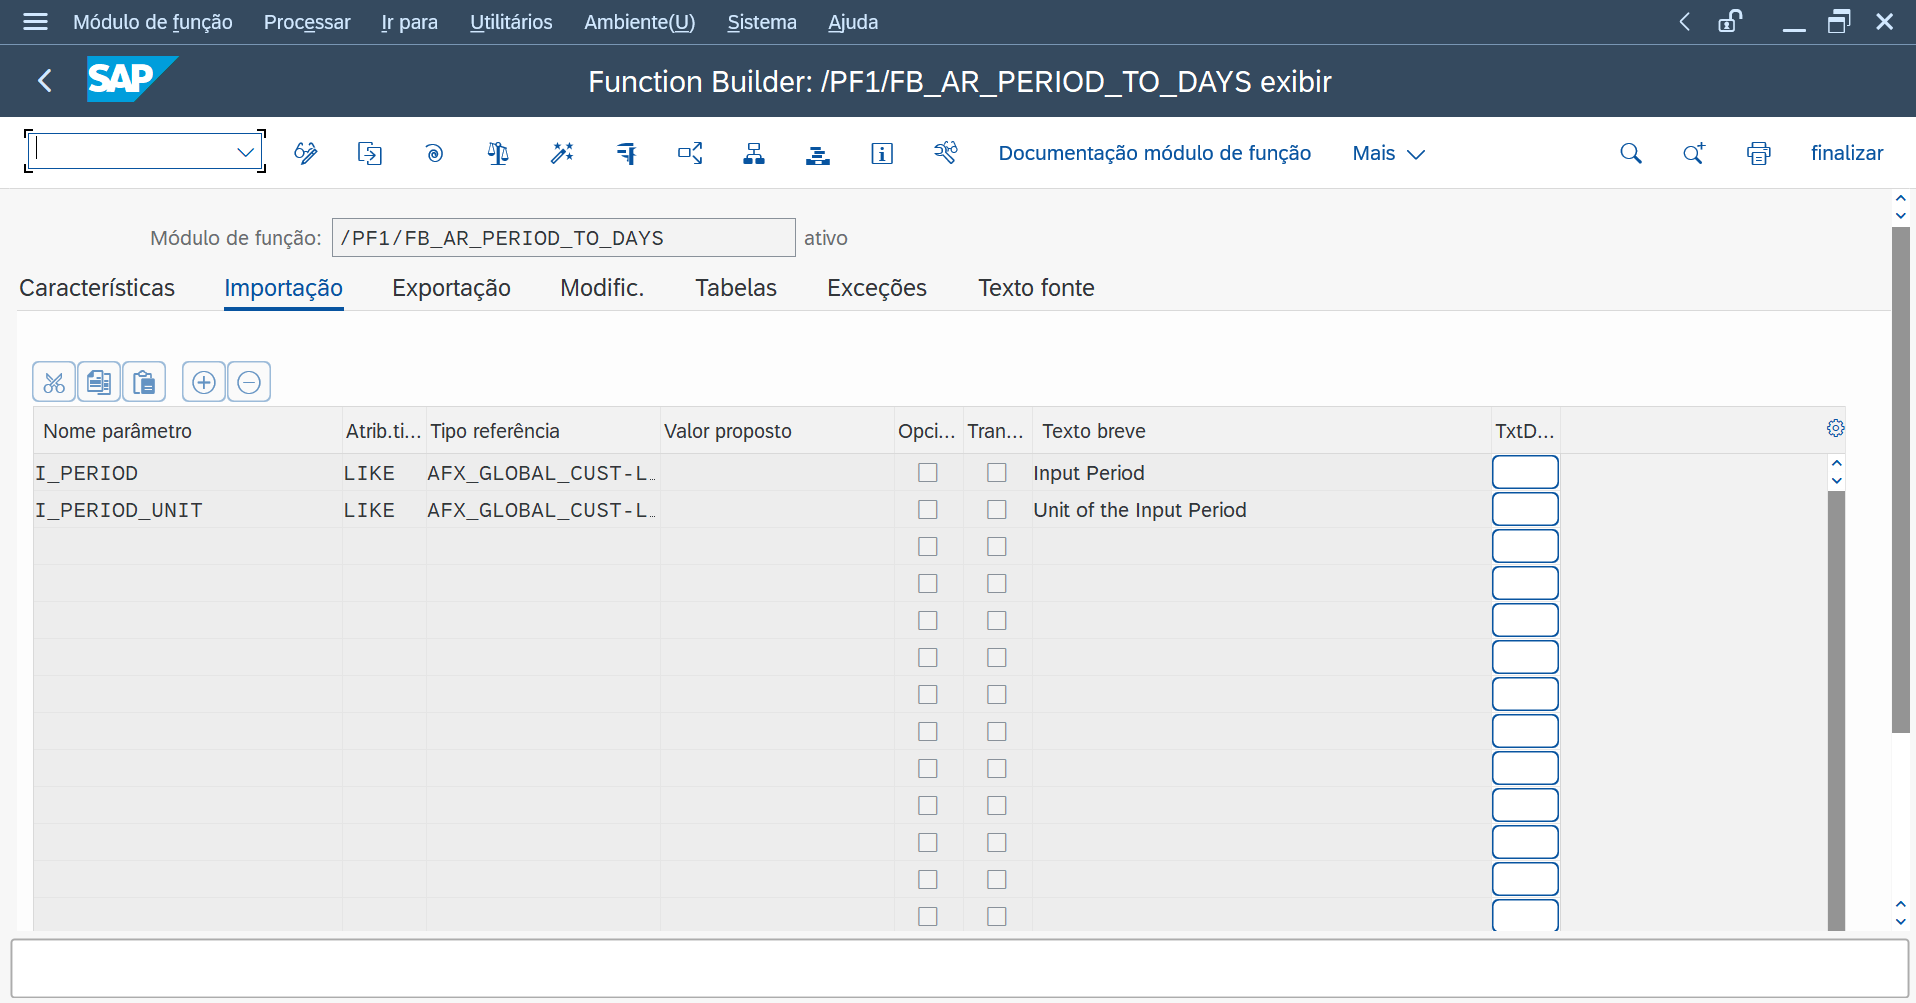 Módulo de função Processar Ir para Utilitários Ambiente(U) Sistema Ajuda
SAP Function Builder: /PF1/FB_AR_PERIOD_TO_DAYS exibir
Documentação módulo de função Mais finalizar
Módulo de função: /PF1/FB_AR_PERIOD_TO_DAYS ativo
Características Importação Exportação Modific. Tabelas Exceções Texto fonte
Nome parâmetro Atrib.ti... Tipo referência Valor proposto Opci... Tran... Texto breve TxtD...
I_PERIOD LIKE AFX_GLOBAL_CUST-L… Input Period
I_PERIOD_UNIT LIKE AFX_GLOBAL_CUST-L… Unit of the Input Period